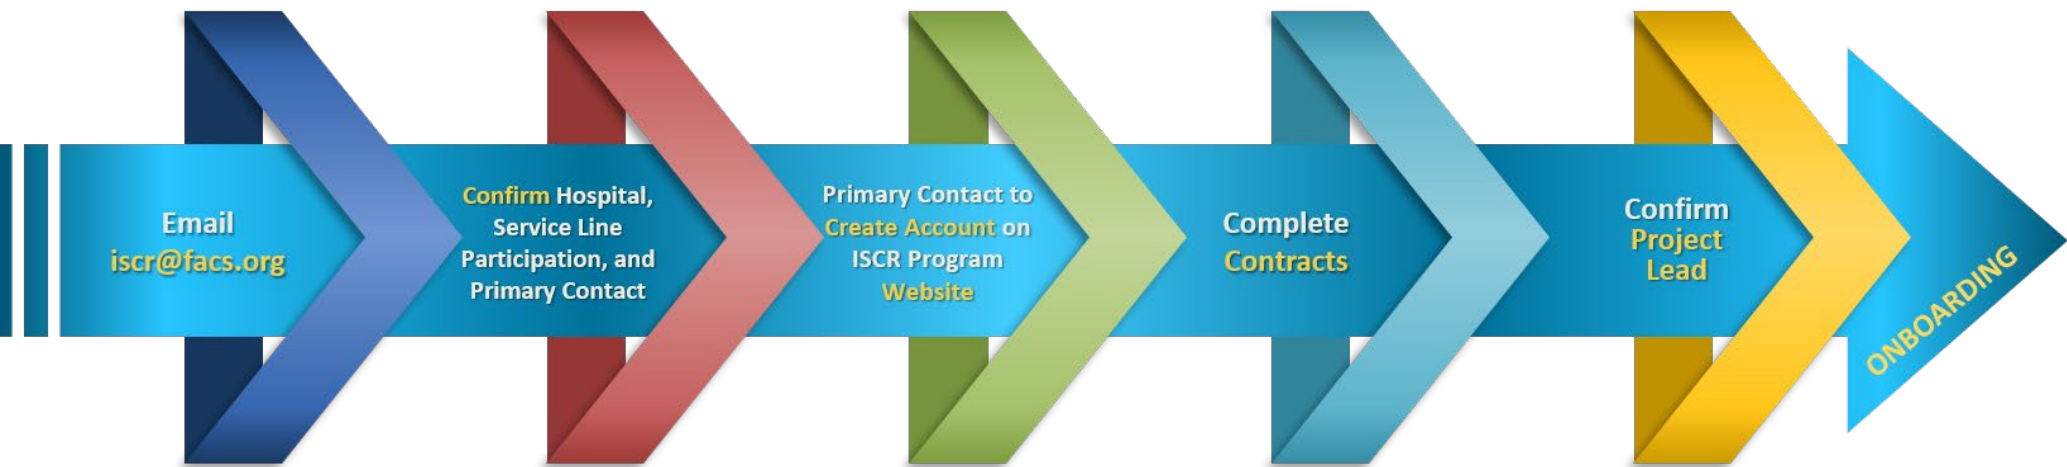 Email
iscr@facs.org
Confirm Hospital,
Service Line
Participation, and
Primary Contact
Primary Contact to
Create Account on
ISCR Program
Website
Complete
Contracts
Confirm
Project
Lead
ONBOARDING